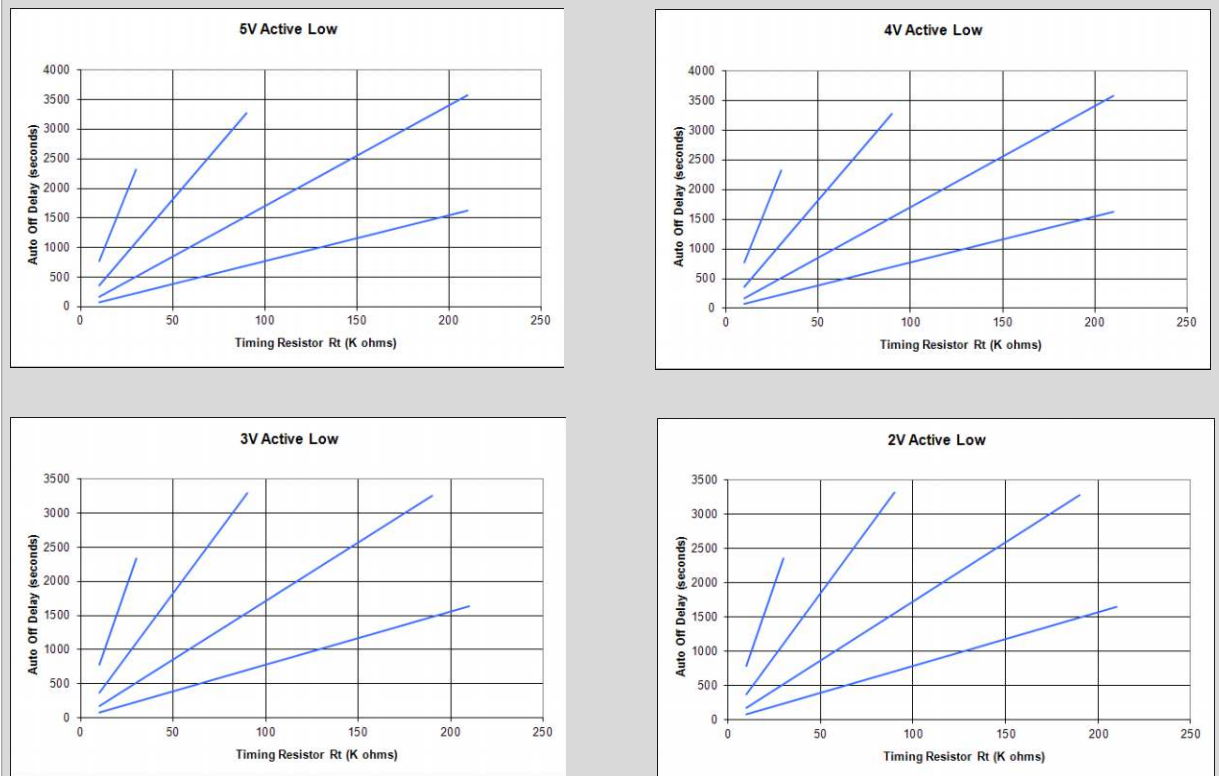 5V Active Low
Auto Off Delay (seconds)
4000
3500
3000
2500
2000
1500
1000
500
0
0 50 100 150 200 250
Timing Resistor Rt (K ohms)
4V Active Low
Auto Off Delay (seconds)
4000
3500
3000
2500
2000
1500
1000
500
0
0 50 100 150 200 250
Timing Resistor Rt (K ohms)
3V Active Low
Auto Off Delay (seconds)
3500
3000
2500
2000
1500
1000
500
0
0 50 100 150 200 250
Timing Resistor Rt (K ohms)
2V Active Low
Auto Off Delay (seconds)
3500
3000
2500
2000
1500
1000
500
0
0 50 100 150 200 250
Timing Resistor Rt (K ohms)